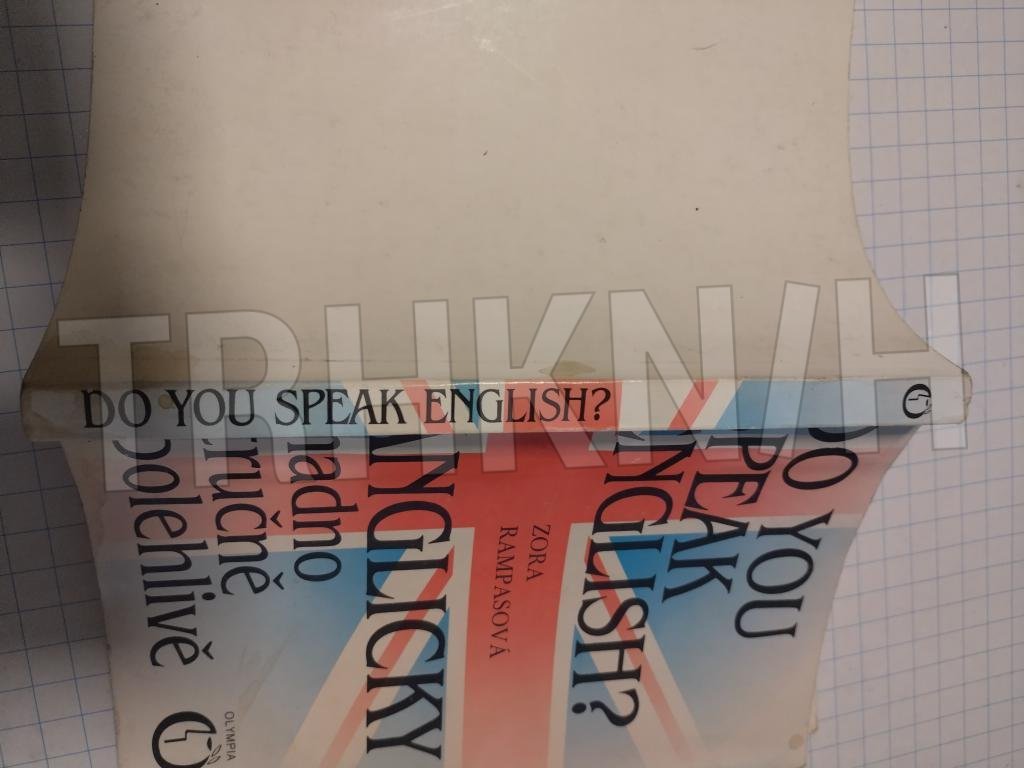 DO YOU SPEAK ENGLISH?
DO YOU
SPEAK
ENGLISH?
ZORA
RAMPASOVÁ
ANGLICKY
snadno
stručně
spolehlivě
OLYMPIA